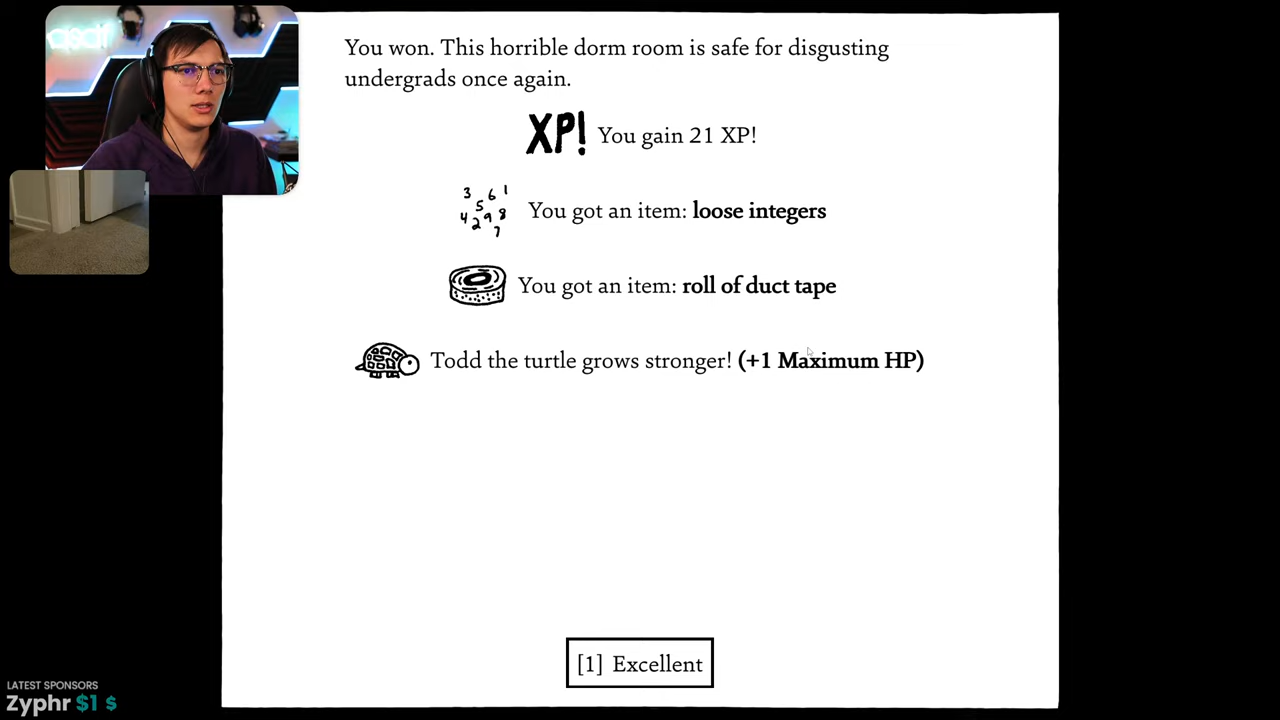 You won. This horrible dorm room is safe for disgusting
undergrads once again.
XP! You gain 21 XP!
3 6 1
5
4 2 9 8
7
You got an item: loose integers
You got an item: roll of duct tape
Todd the turtle grows stronger! (+1 Maximum HP)
[1] Excellent
LATEST SPONSORS
Zyphr $1 $